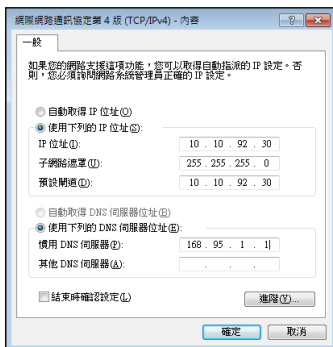 網際網路通訊協定第 4 版 (TCP/IPv4) - 內容
一般
如果您的網路支援這項功能，您可以取得自動指派的 IP 設定。否
則，您必須詢問網路系統管理員正確的 IP 設定。
自動取得 IP 位址(O)
使用下列的 IP 位址(S):
IP 位址(I): 10 . 10 . 92 . 30
子網路遮罩(U): 255 . 255 . 255 . 0
預設閘道(D): 10 . 10 . 92 . 30
自動取得 DNS 伺服器位址(B)
使用下列的 DNS 伺服器位址(E):
慣用 DNS 伺服器(P): 168 . 95 . 1 . 1
其他 DNS 伺服器(A): . . .
結束時確認設定(L)
進階(V)...
確定
取消